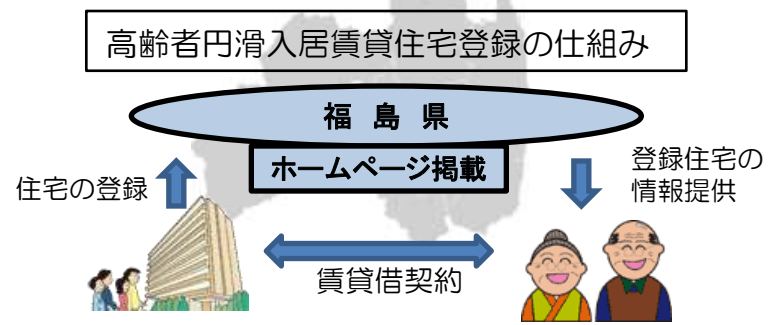 高齢者円滑入居賃貸住宅登録の仕組み
福島県
ホームページ掲載
住宅の登録
登録住宅の
情報提供
賃貸借契約